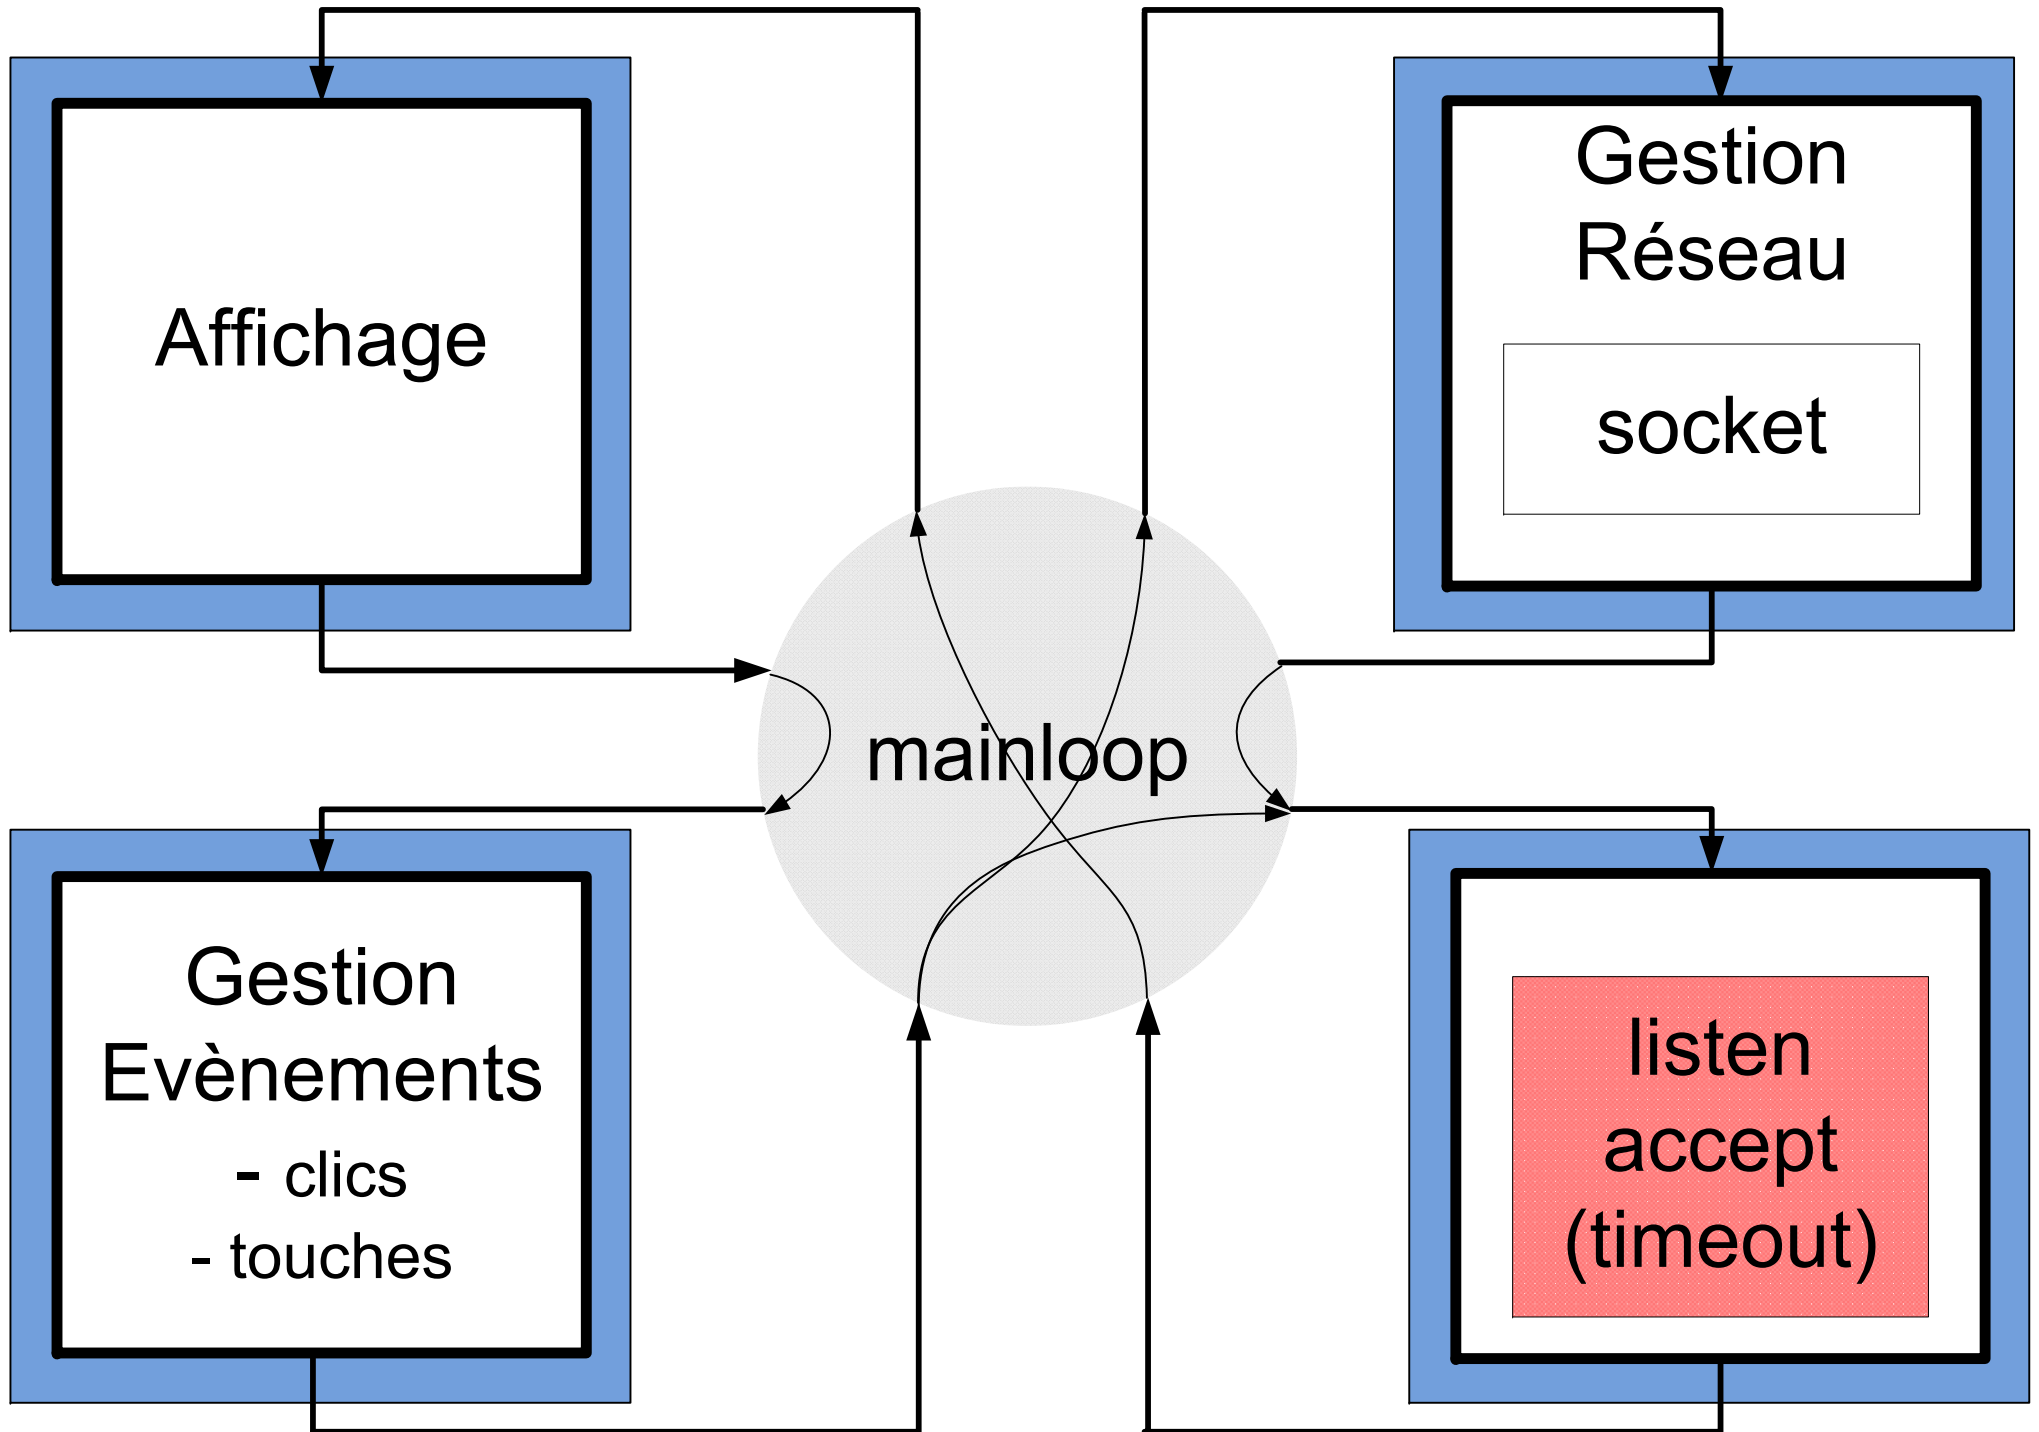 Affichage
Gestion
Réseau
socket
mainloop
Gestion
Evènements
- clics
- touches
listen
accept
(timeout)